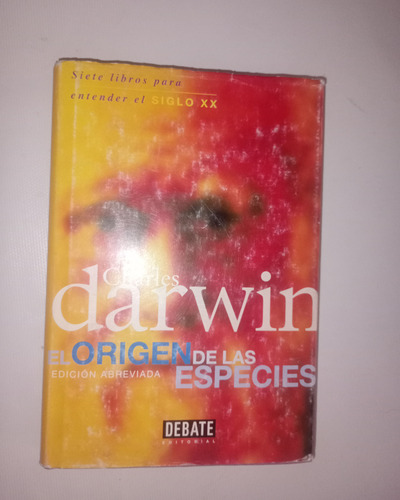 Siete libros para
entender el SIGLO XX
Charles
darwin
EL ORIGEN DE LAS
EDICIÓN ABREVIADA ESPECIES
DEBATE
EDITORIAL